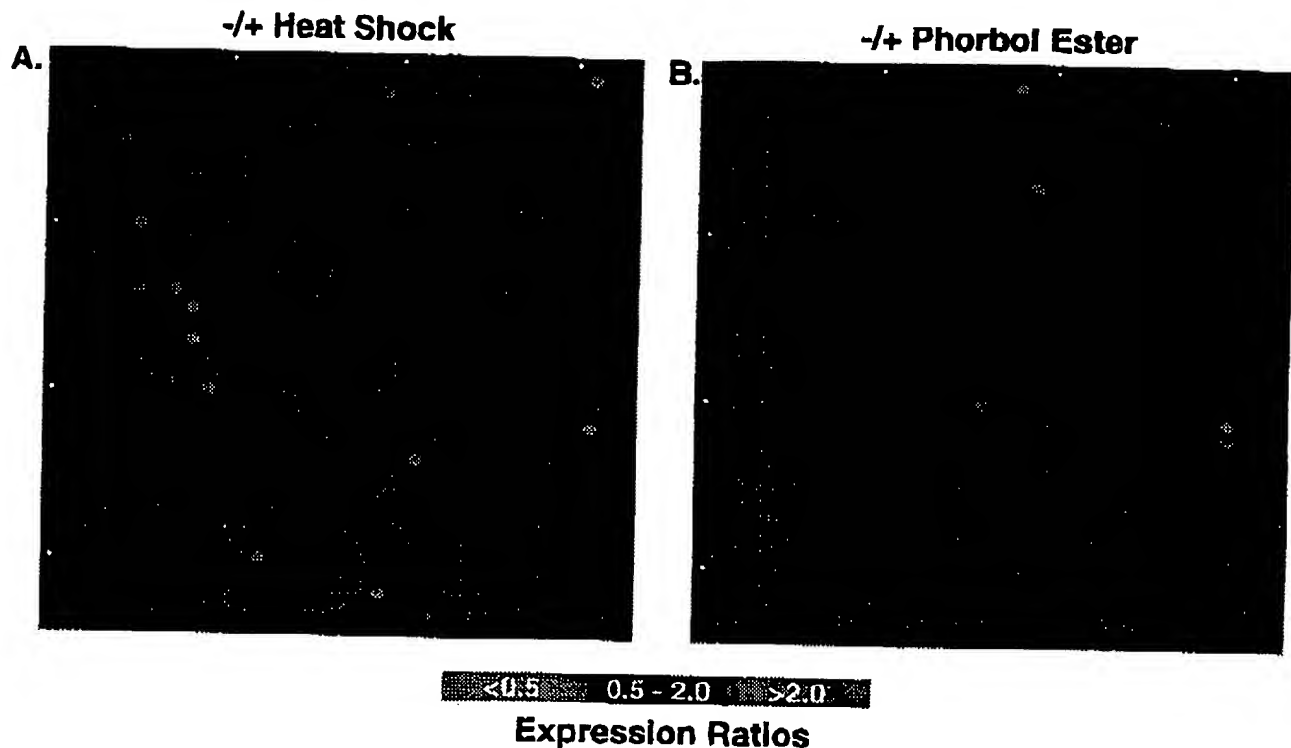 -/+ Heat Shock
A.
-/+ Phorbol Ester
B.
<0.5 0.5 - 2.0 >2.0
Expression Ratios